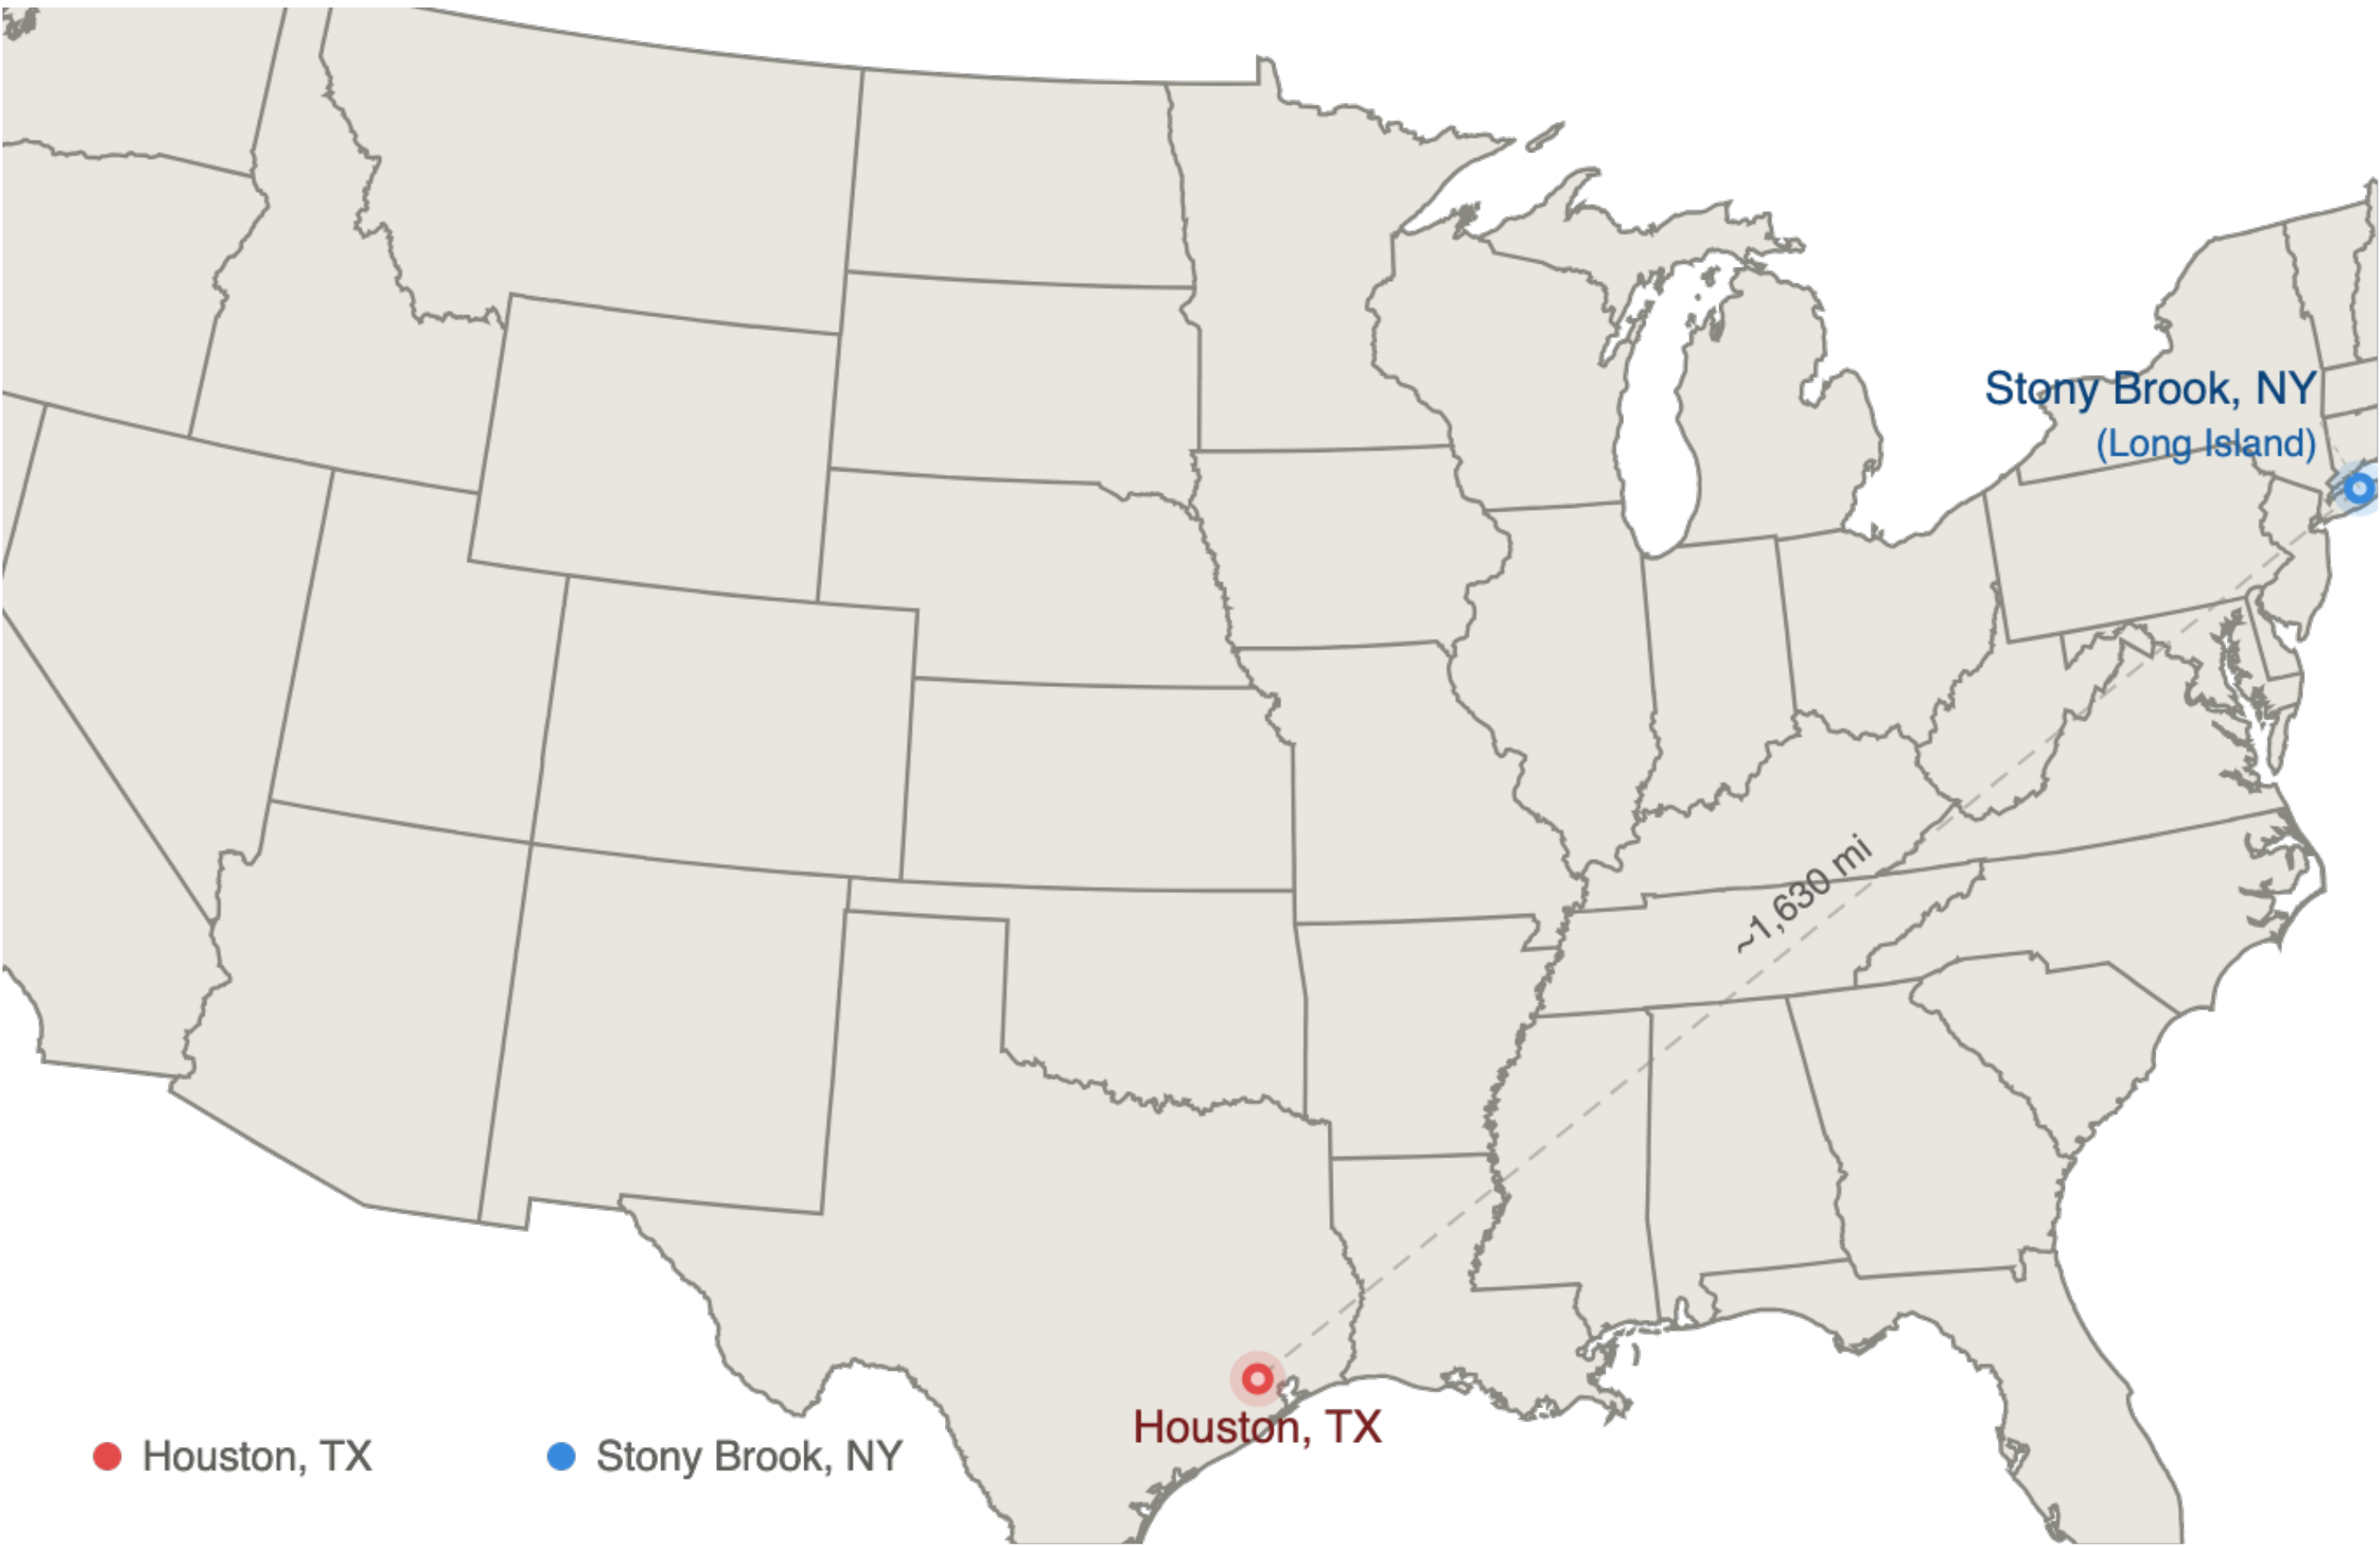 Stony Brook, NY
(Long Island)
~1,630 mi
Houston, TX
Houston, TX
Stony Brook, NY